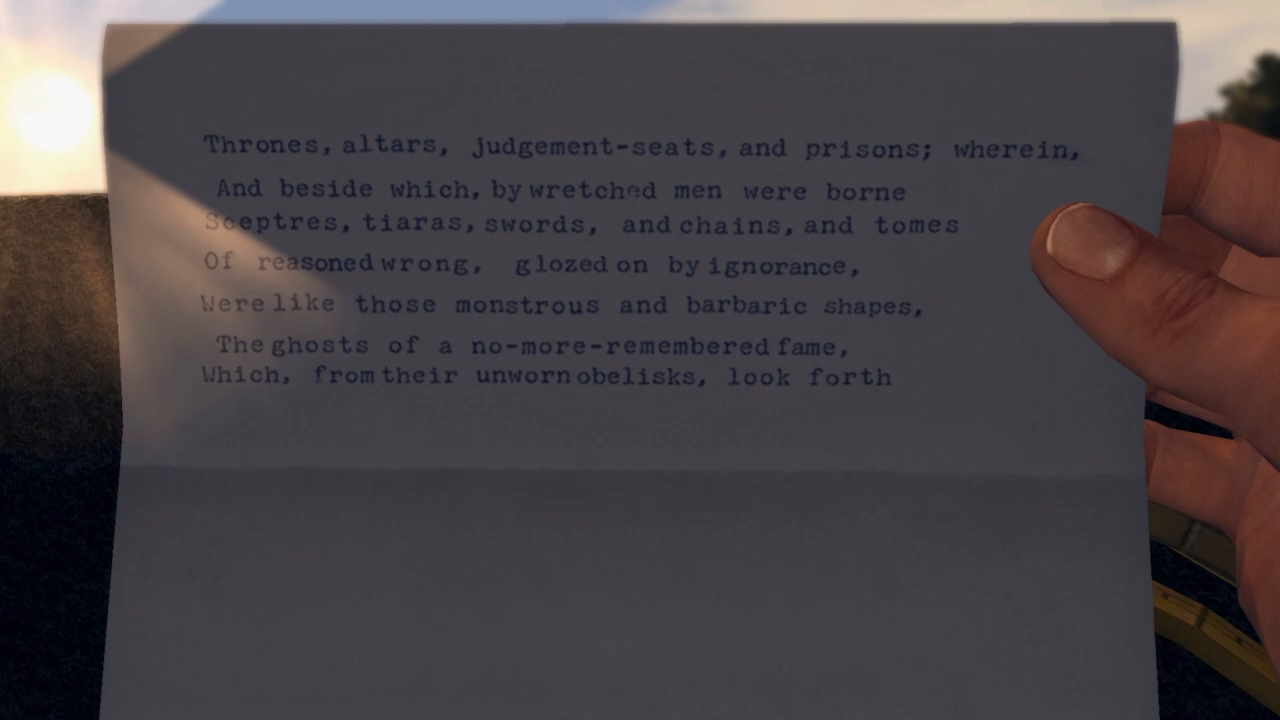 Thrones, altars, judgement-seats, and prisons; wherein,
And beside which, by wretched men were borne
Sceptres, tiaras, swords, and chains, and tomes
Of reasoned wrong, glozed on by ignorance,
Were like those monstrous and barbaric shapes,
The ghosts of a no-more-remembered fame,
Which, from their unworn obelisks, look forth